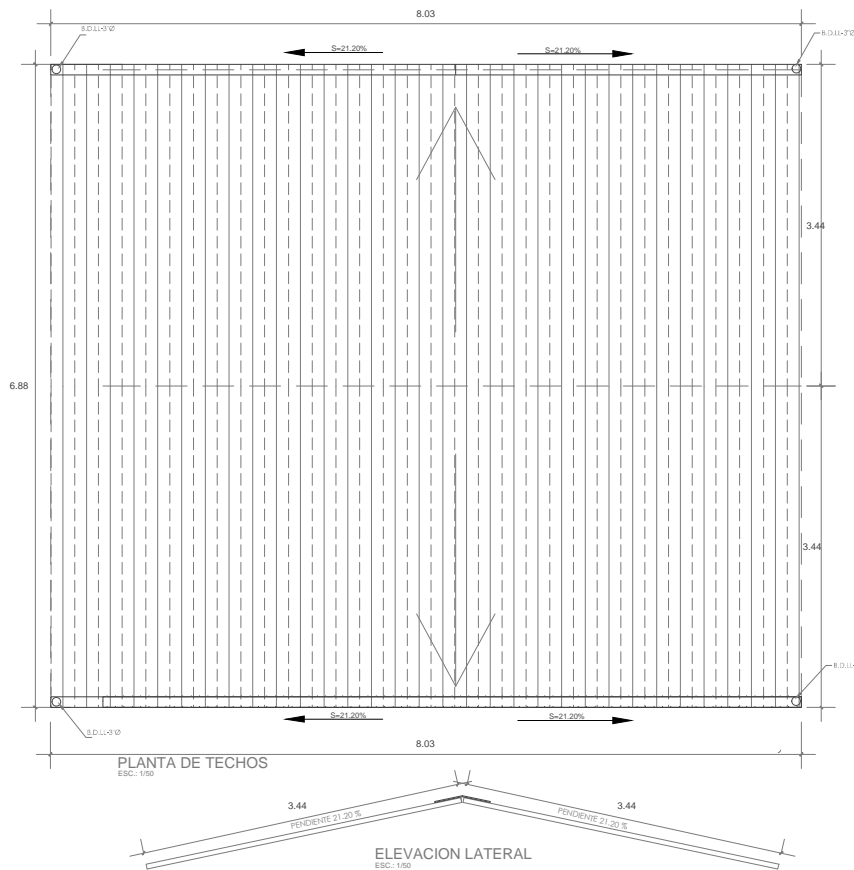 8.03
B.D.LL-3"Ø
B.D.LL-3"Ø
S=21.20%
S=21.20%
3.44
6.88
3.44
B.D.LL-
S=21.20%
S=21.20%
B.D.LL-3"Ø
8.03
PLANTA DE TECHOS
ESC.: 1/50
3.44
3.44
PENDIENTE 21.20 %
PENDIENTE 21.20 %
ELEVACION LATERAL
ESC.: 1/50